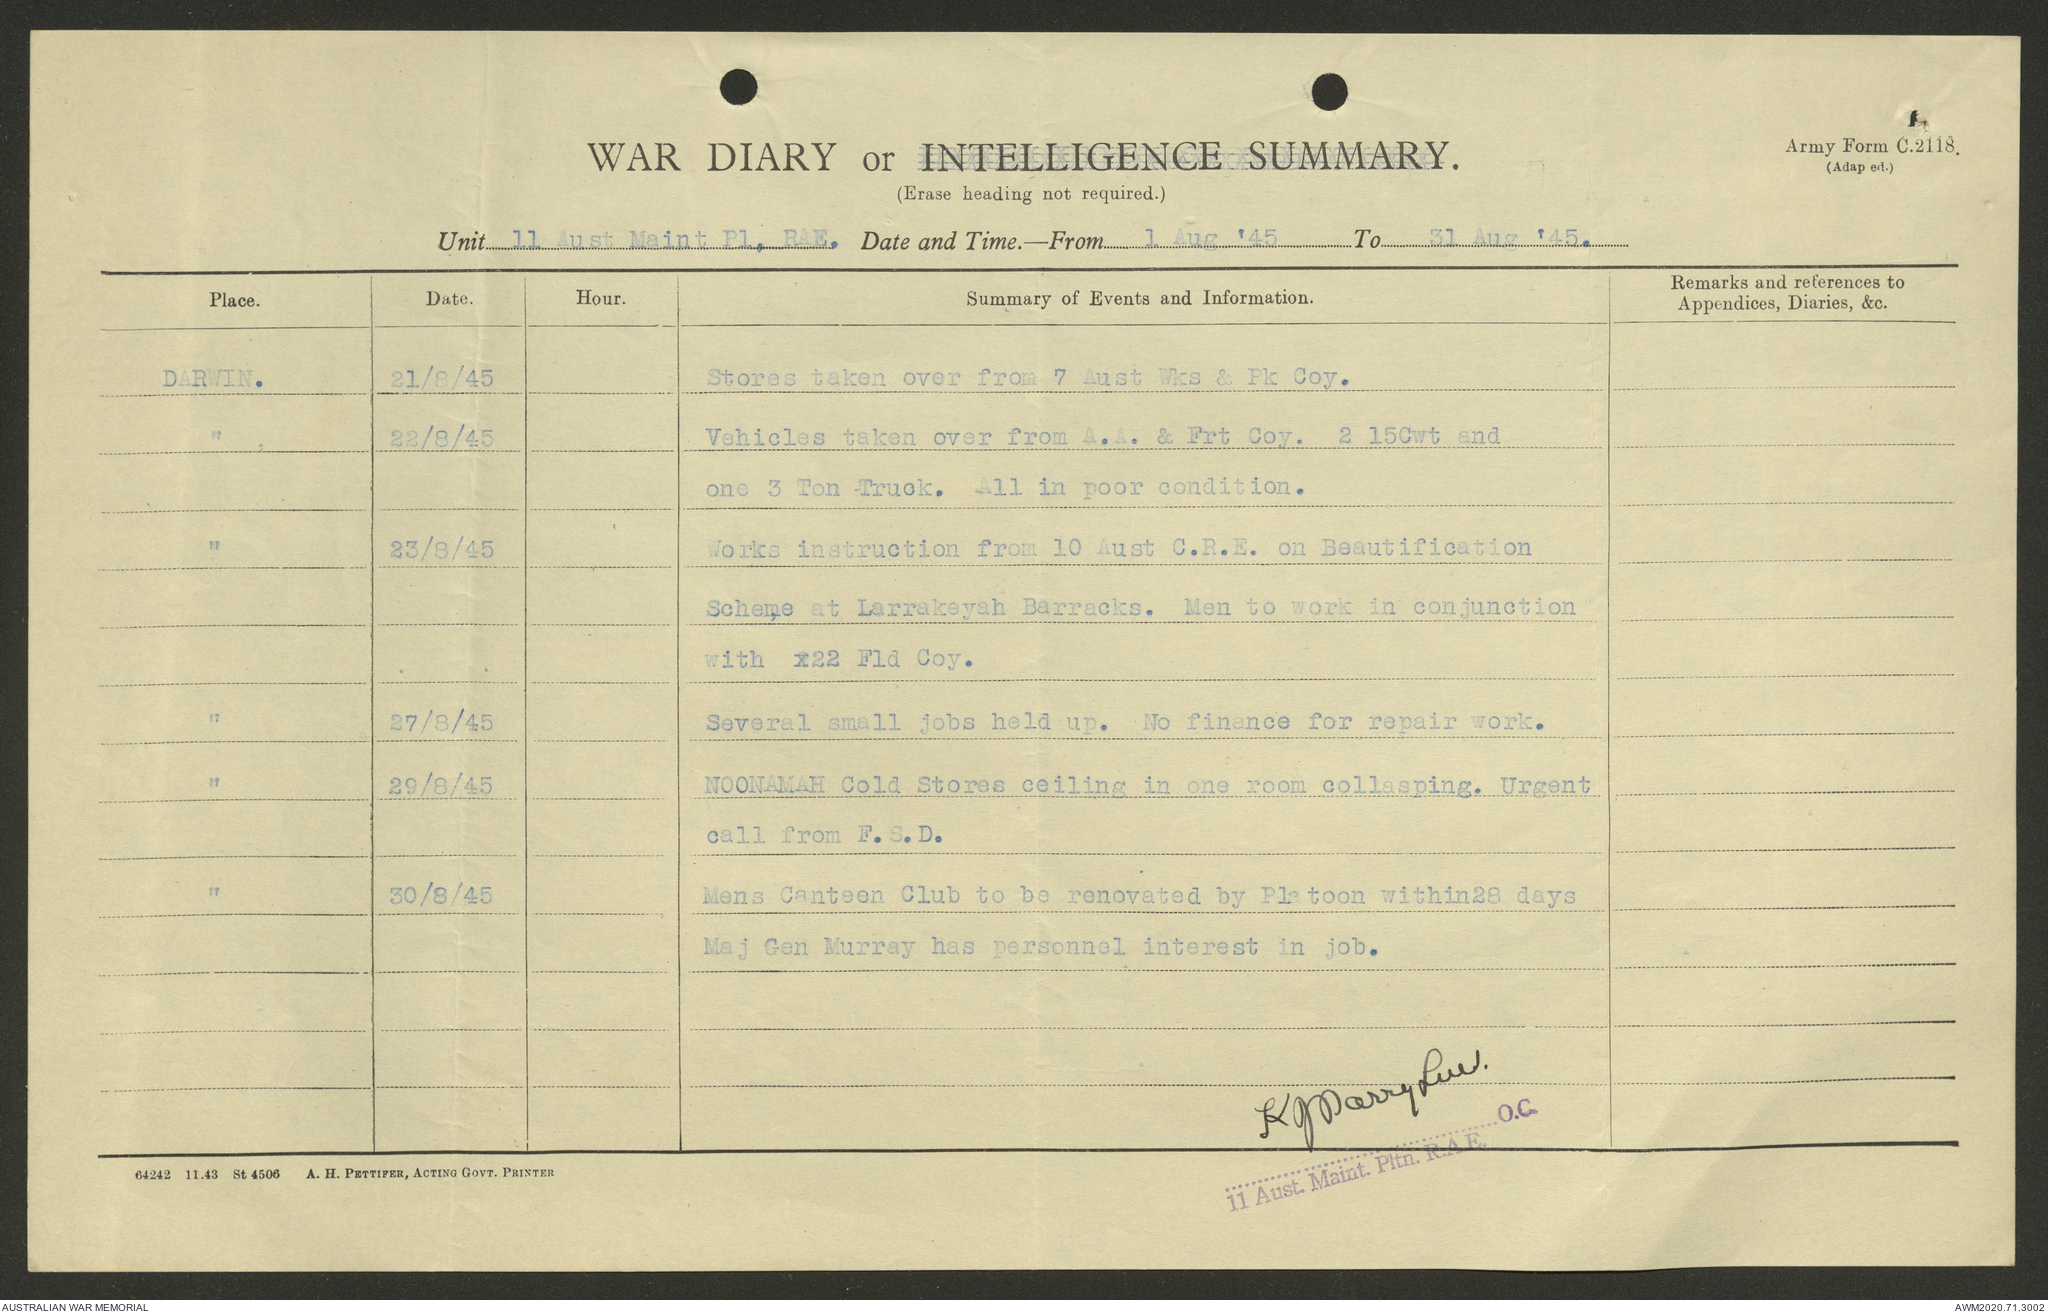 WAR DIARY or INTELLIGENCE SUMMARY.
Army Form C.2118.
(Adap ed.)
(Erase heading not required.)
Unit 11 Aust Maint Pl, RAE. Date and Time.—From 1 Aug '45 To 31 Aug '45.
Place. Date. Hour. Summary of Events and Information. Remarks and references to
Appendices, Diaries, &c.
DARWIN. 21/8/45 Stores taken over from 7 Aust Wks & Pk Coy.
" , 22/8/45 Vehicles taken over from A.A. & Frt Coy. 2 15Cwt and
one 3 Ton Truck. All in poor condition.
" 23/8/45 Works instruction from 10 Aust C.R.E. on Beautification
Scheme at Larrakeyah Barracks. Men to work in conjunction
with x22 Fld Coy.
" 27/8/45 Several small jobs held up. No finance for repair work.
" 29/8/45 NOONAMAH Cold Stores ceiling in one room collasping. Urgent
call from F.S.D.
" 30/8/45 Mens Canteen Club to be renovated by Platoon within28 days
Maj Gen Murray has personnel interest in job.
O.C.
11 Aust. Maint. Pltn. R.A.E.
64242 11.43 St 4506 A. H. PETTIFER, ACTING GOVT. PRINTER
AUSTRALIAN WAR MEMORIAL
AWM2020.71.3002